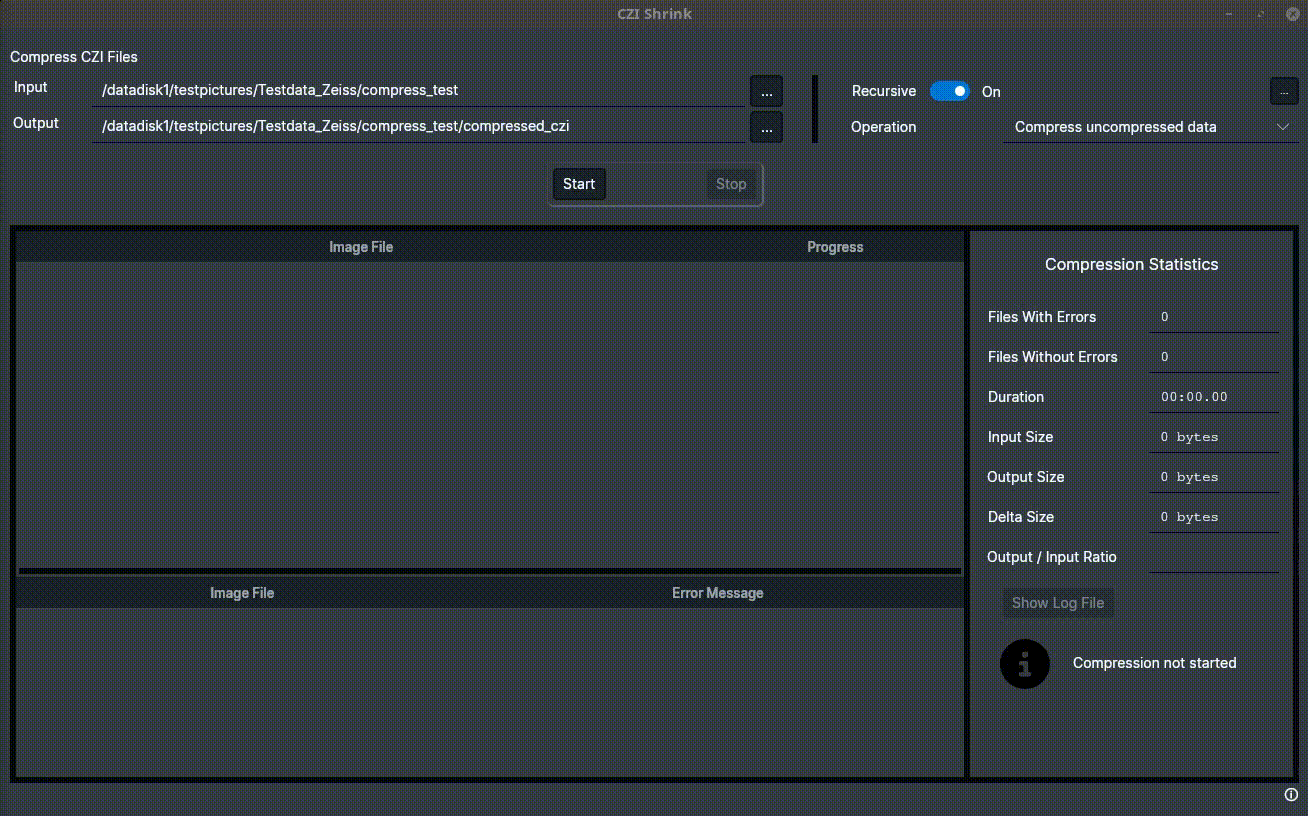 CZI Shrink
Compress CZI Files
Input
/datadisk1/testpictures/Testdata_Zeiss/compress_test
...
Recursive
On
...
Output
/datadisk1/testpictures/Testdata_Zeiss/compress_test/compressed_czi
...
Operation
Compress uncompressed data
Start
Stop
Image File
Progress
Compression Statistics
Files With Errors
0
Files Without Errors
0
Duration
00:00.00
Input Size
0 bytes
Output Size
0 bytes
Delta Size
0 bytes
Output / Input Ratio
Image File
Error Message
Show Log File
Compression not started